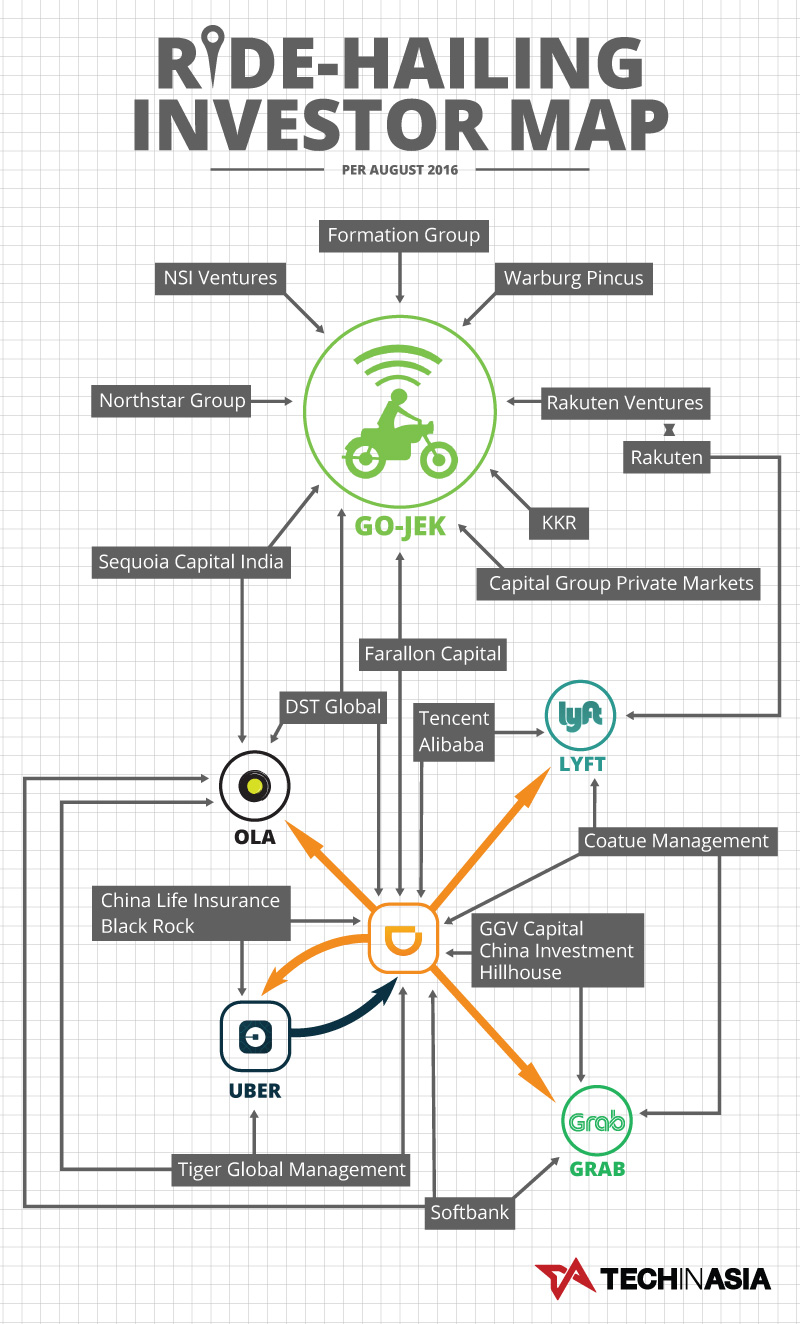 RIDE-HAILING
INVESTOR MAP
PER AUGUST 2016
Formation Group
NSI Ventures
Warburg Pincus
Northstar Group
Rakuten Ventures
Rakuten
KKR
GO-JEK
Sequoia Capital India
Capital Group Private Markets
Farallon Capital
DST Global
Tencent
Alibaba
lyft
LYFT
OLA
Coatue Management
China Life Insurance
Black Rock
GGV Capital
China Investment
Hillhouse
UBER
Grab
GRAB
Tiger Global Management
Softbank
TECHINASIA